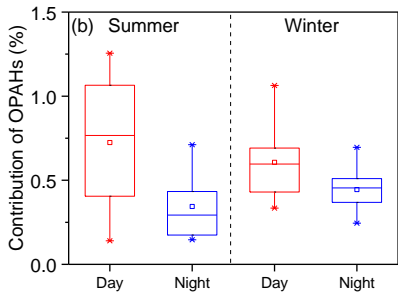 (b) Summer Winter
Contribution of OPAHs (%)
1.5
1.0
0.5
0.0
Day Night Day Night